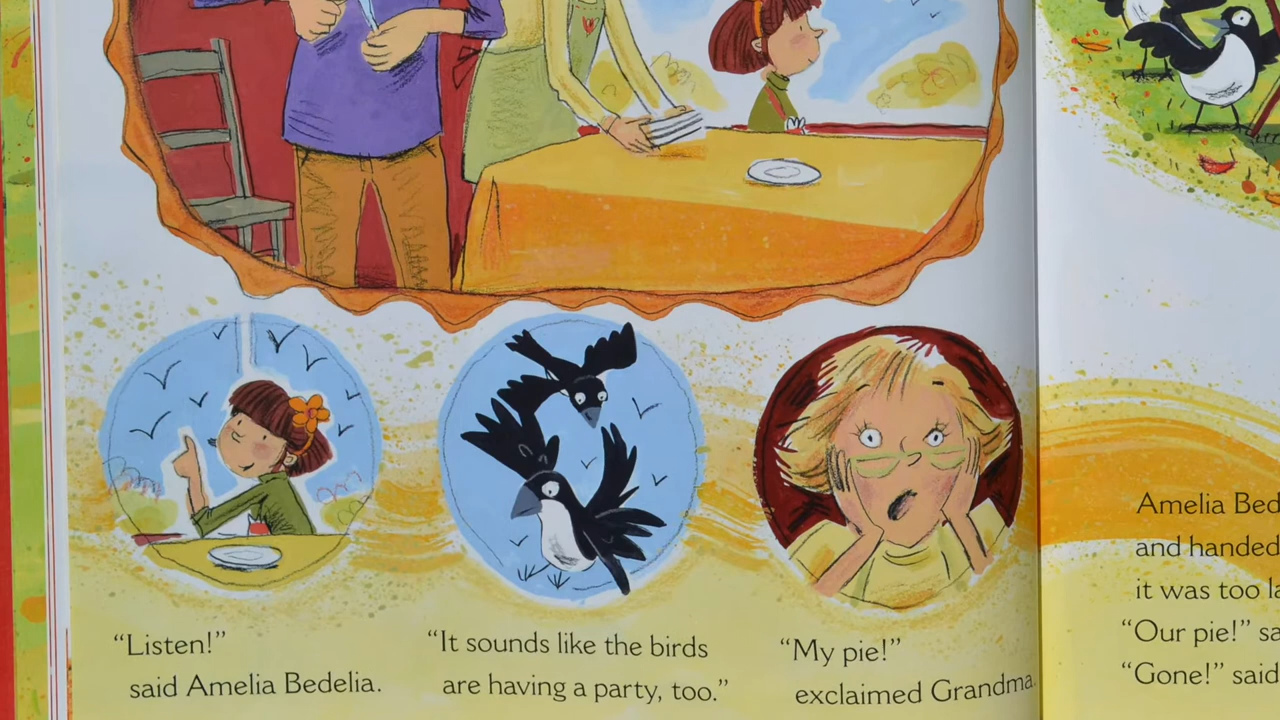 “Listen!”
said Amelia Bedelia.
“It sounds like the birds
are having a party, too.”
“My pie!”
exclaimed Grandma.
Amelia Bed
and handed
it was too la
“Our pie!” sa
“Gone!” said